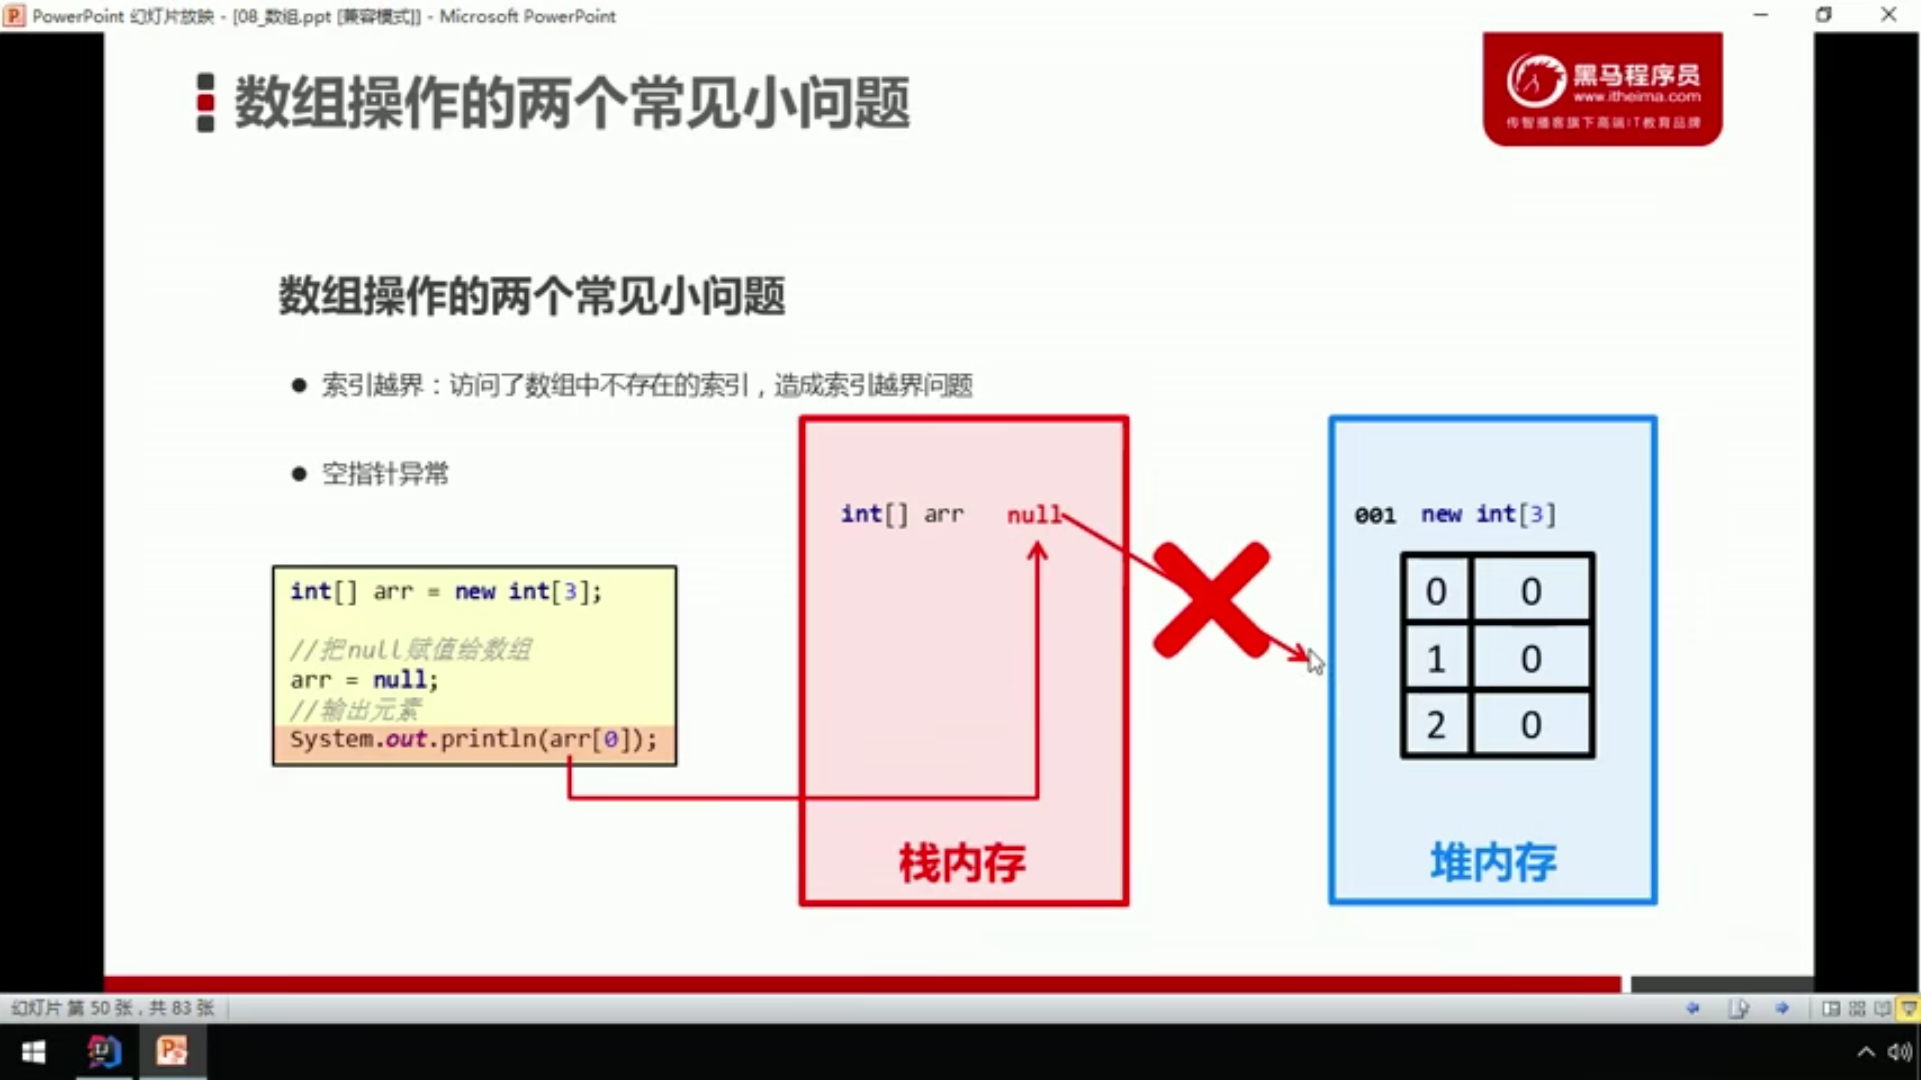 PowerPoint 幻灯片放映 - [08_数组.ppt [兼容模式]] - Microsoft PowerPoint
数组操作的两个常见小问题
黑马程序员
www.itheima.com
传智播客旗下高端IT教育品牌
数组操作的两个常见小问题
● 索引越界：访问了数组中不存在的索引，造成索引越界问题
● 空指针异常
int[] arr = new int[3];
//把null赋值给数组
arr = null;
//输出元素
System.out.println(arr[0]);
int[] arr null
栈内存
001 new int[3]
0 0
1 0
2 0
堆内存
幻灯片 第 50 张，共 83 张